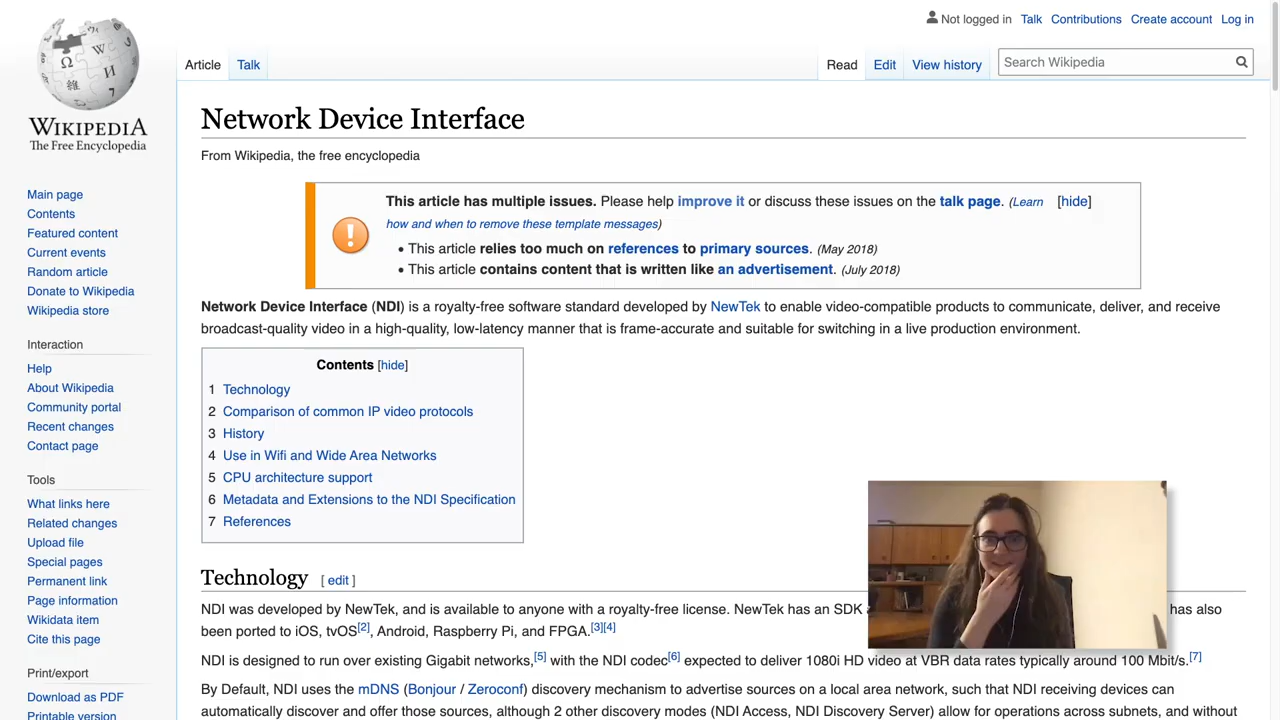 Not logged in Talk Contributions Create account Log in
Article Talk Read Edit View history Search Wikipedia
WIKIPEDIA
The Free Encyclopedia
Main page
Contents
Featured content
Current events
Random article
Donate to Wikipedia
Wikipedia store
Interaction
Help
About Wikipedia
Community portal
Recent changes
Contact page
Tools
What links here
Related changes
Upload file
Special pages
Permanent link
Page information
Wikidata item
Cite this page
Print/export
Download as PDF
Printable version
Network Device Interface
From Wikipedia, the free encyclopedia
This article has multiple issues. Please help improve it or discuss these issues on the talk page. (Learn [hide]
how and when to remove these template messages)
• This article relies too much on references to primary sources. (May 2018)
• This article contains content that is written like an advertisement. (July 2018)
Network Device Interface (NDI) is a royalty-free software standard developed by NewTek to enable video-compatible products to communicate, deliver, and receive
broadcast-quality video in a high-quality, low-latency manner that is frame-accurate and suitable for switching in a live production environment.
Contents [hide]
1 Technology
2 Comparison of common IP video protocols
3 History
4 Use in Wifi and Wide Area Networks
5 CPU architecture support
6 Metadata and Extensions to the NDI Specification
7 References
Technology [ edit ]
NDI was developed by NewTek, and is available to anyone with a royalty-free license. NewTek has an SDK has also
been ported to iOS, tvOS[2], Android, Raspberry Pi, and FPGA.[3][4]
NDI is designed to run over existing Gigabit networks,[5] with the NDI codec[6] expected to deliver 1080i HD video at VBR data rates typically around 100 Mbit/s.[7]
By Default, NDI uses the mDNS (Bonjour / Zeroconf) discovery mechanism to advertise sources on a local area network, such that NDI receiving devices can
automatically discover and offer those sources, although 2 other discovery modes (NDI Access, NDI Discovery Server) allow for operations across subnets, and without